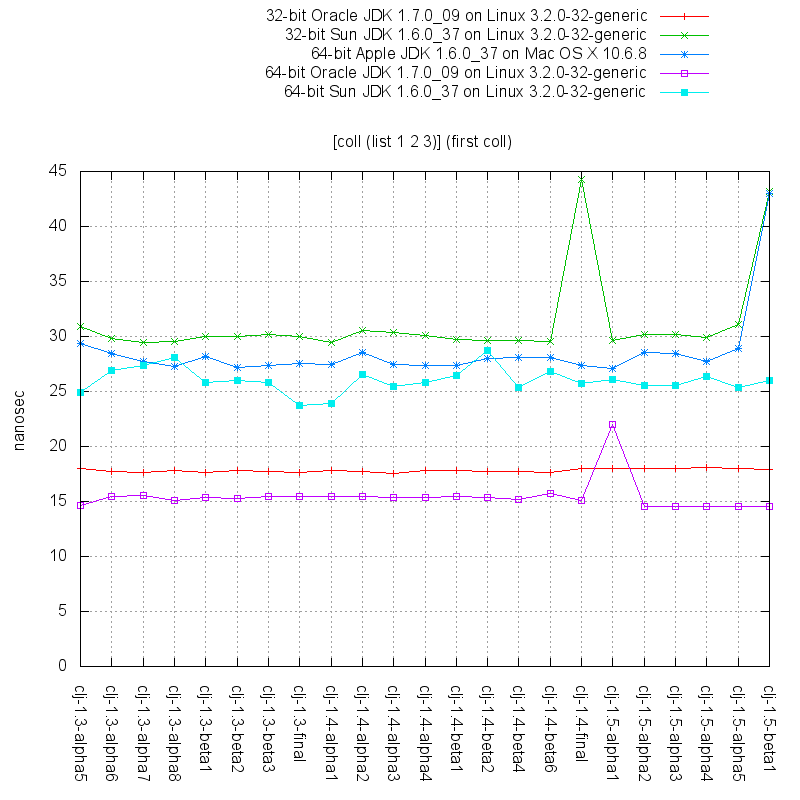 32-bit Oracle JDK 1.7.0_09 on Linux 3.2.0-32-generic
32-bit Sun JDK 1.6.0_37 on Linux 3.2.0-32-generic
64-bit Apple JDK 1.6.0_37 on Mac OS X 10.6.8
64-bit Oracle JDK 1.7.0_09 on Linux 3.2.0-32-generic
64-bit Sun JDK 1.6.0_37 on Linux 3.2.0-32-generic
[coll (list 1 2 3)] (first coll)
45
40
35
30
25
20
15
10
5
0
nanosec
clj-1.3-alpha5
clj-1.3-alpha6
clj-1.3-alpha7
clj-1.3-alpha8
clj-1.3-beta1
clj-1.3-beta2
clj-1.3-beta3
clj-1.3-final
clj-1.4-alpha1
clj-1.4-alpha2
clj-1.4-alpha3
clj-1.4-alpha4
clj-1.4-beta1
clj-1.4-beta2
clj-1.4-beta4
clj-1.4-beta6
clj-1.4-final
clj-1.5-alpha1
clj-1.5-alpha2
clj-1.5-alpha3
clj-1.5-alpha4
clj-1.5-alpha5
clj-1.5-beta1